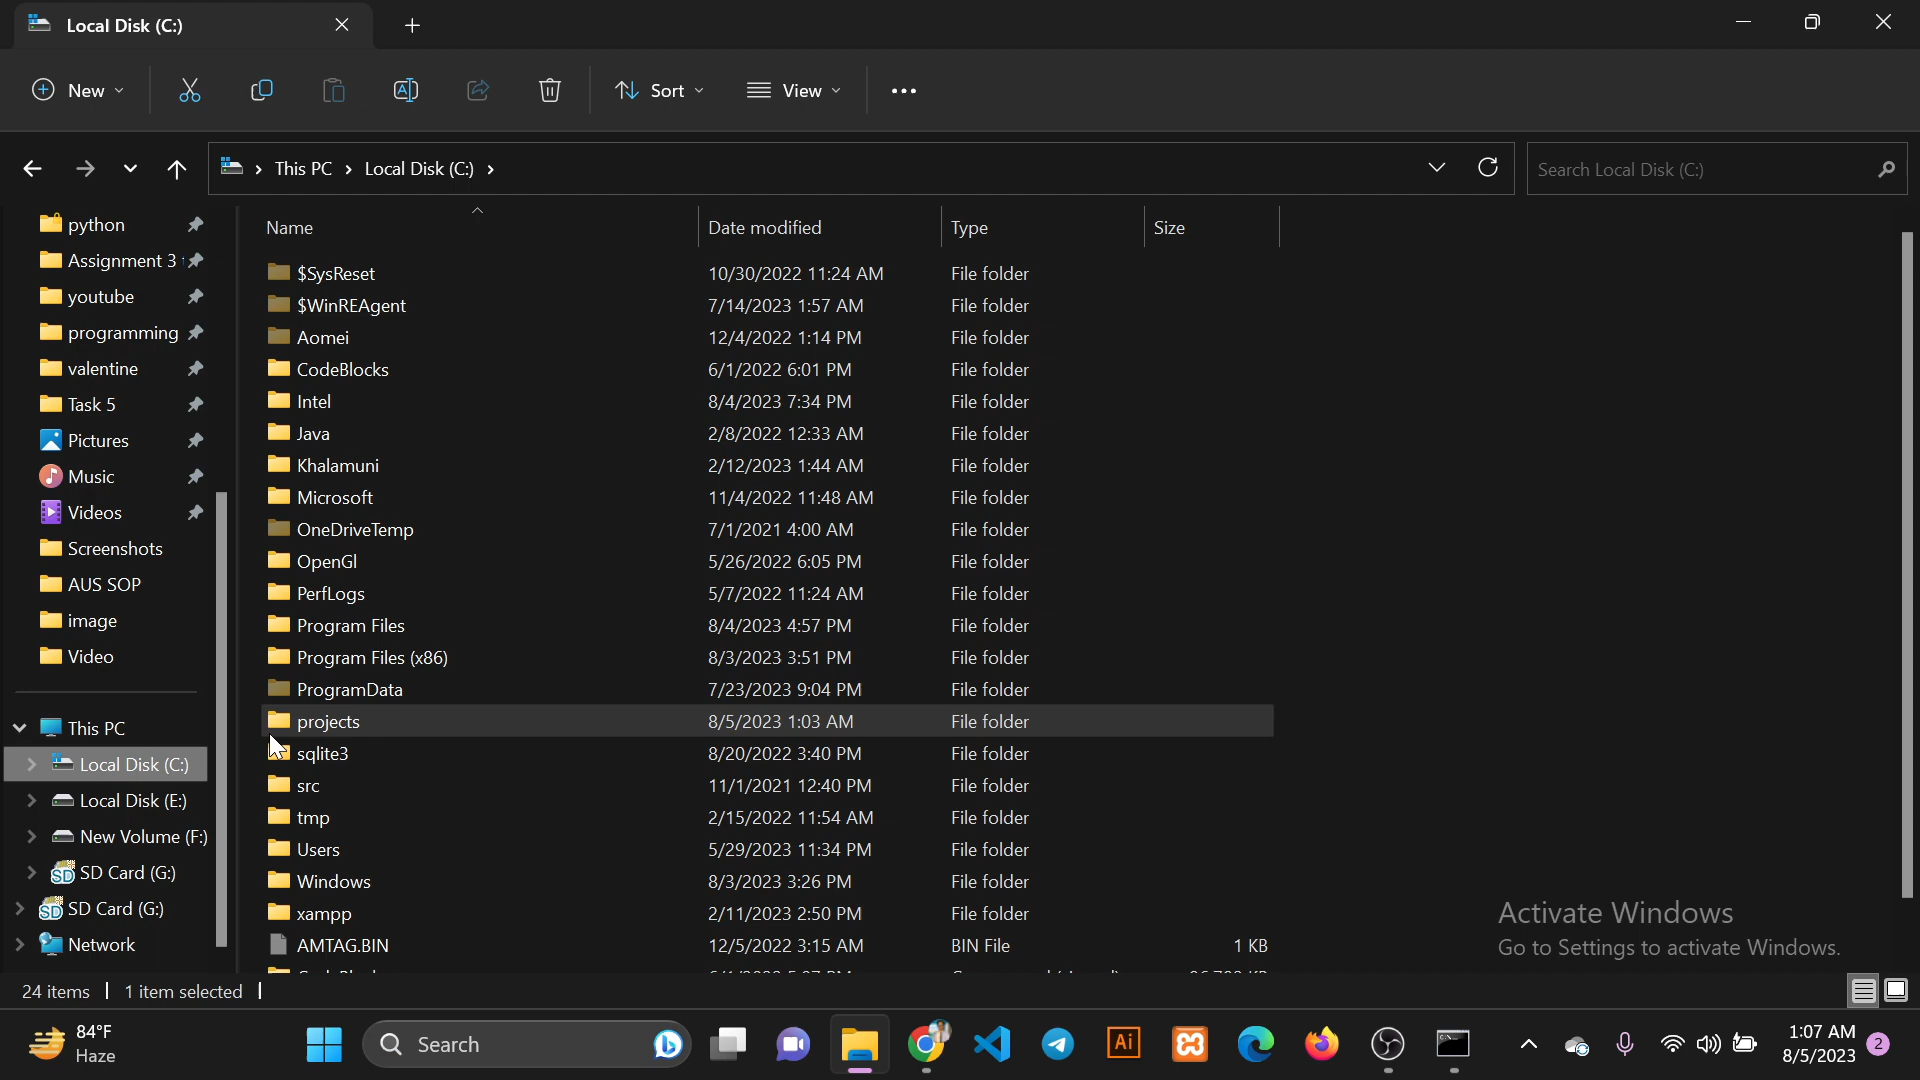 Local Disk (C:)
New Sort View
This PC Local Disk (C:) Search Local Disk (C:)
Name Date modified Type Size
python
Assignment 3
youtube
programming
valentine
Task 5
Pictures
Music
Videos
Screenshots
AUS SOP
image
Video
This PC
Local Disk (C:)
Local Disk (E:)
New Volume (F:)
SD Card (G:)
SD Card (G:)
Network
$SysReset 10/30/2022 11:24 AM File folder
$WinREAgent 7/14/2023 1:57 AM File folder
Aomei 12/4/2022 1:14 PM File folder
CodeBlocks 6/1/2022 6:01 PM File folder
Intel 8/4/2023 7:34 PM File folder
Java 2/8/2022 12:33 AM File folder
Khalamuni 2/12/2023 1:44 AM File folder
Microsoft 11/4/2022 11:48 AM File folder
OneDriveTemp 7/1/2021 4:00 AM File folder
OpenGl 5/26/2022 6:05 PM File folder
PerfLogs 5/7/2022 11:24 AM File folder
Program Files 8/4/2023 4:57 PM File folder
Program Files (x86) 8/3/2023 3:51 PM File folder
ProgramData 7/23/2023 9:04 PM File folder
projects 8/5/2023 1:03 AM File folder
sqlite3 8/20/2022 3:40 PM File folder
src 11/1/2021 12:40 PM File folder
tmp 2/15/2022 11:54 AM File folder
Users 5/29/2023 11:34 PM File folder
Windows 8/3/2023 3:26 PM File folder
xampp 2/11/2023 2:50 PM File folder
AMTAG.BIN 12/5/2022 3:15 AM BIN File 1 KB
Activate Windows
Go to Settings to activate Windows.
24 items 1 item selected
84°F
Haze
Search
Ai
1:07 AM
8/5/2023
2